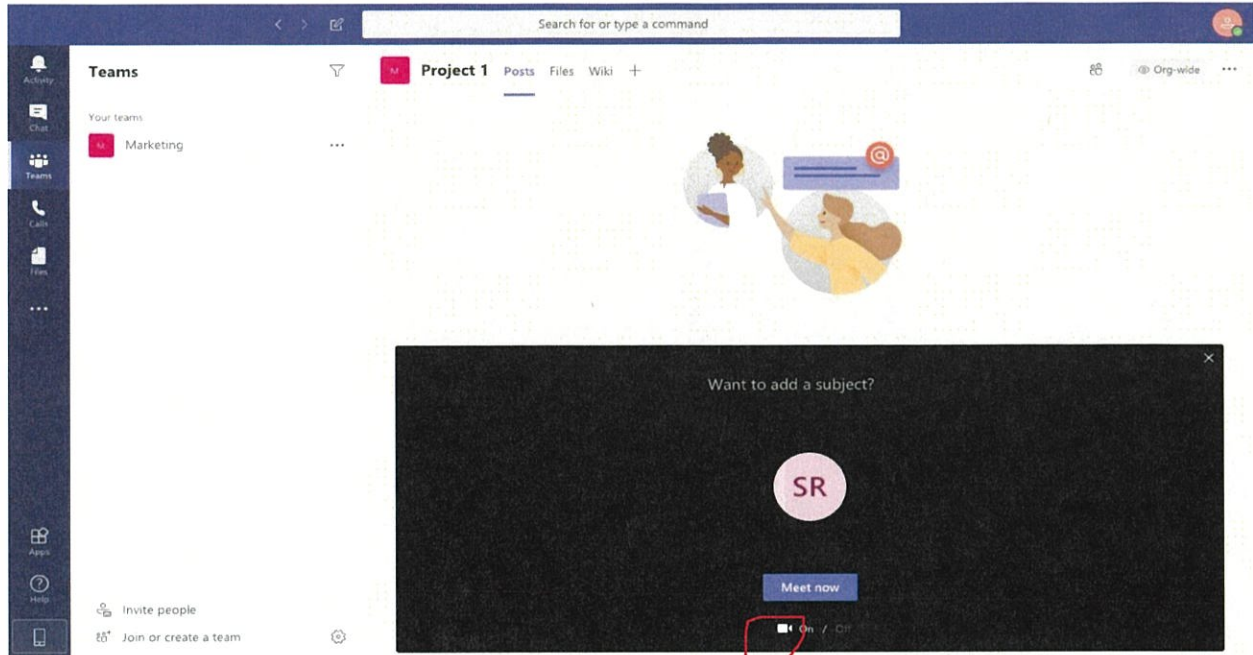 Search for or type a command
Activity
Chat
Teams
Calls
Files
Apps
Help
Teams
Your teams
M Marketing
Invite people
Join or create a team
M Project 1 Posts Files Wiki +
Org-wide
@
Want to add a subject?
SR
Meet now
On / Off